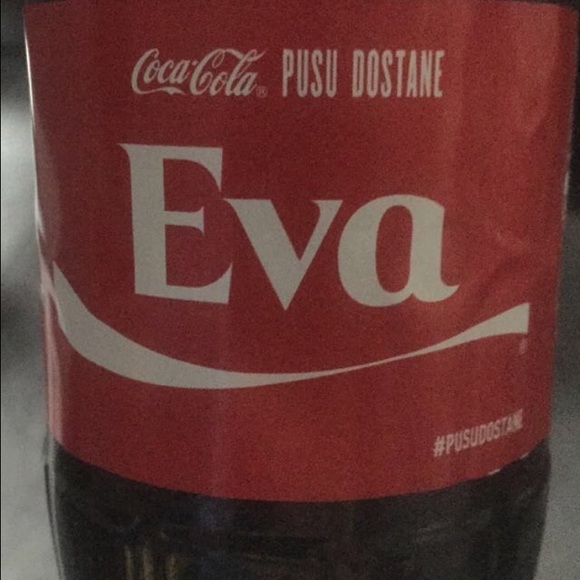 Coca-Cola® PUSU DOSTANE
Eva
#PUSUDOSTANE